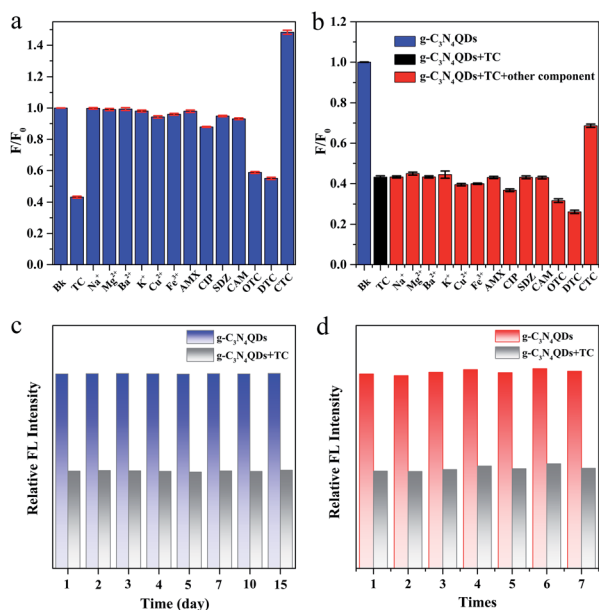 a
F/F₀
1.4
1.2
1.0
0.8
0.6
0.4
0.2
0.0
Bk TC Na⁺ Mg²⁺ Ba²⁺ K⁺ Cu²⁺ Fe³⁺ AMX CIP SDZ CAM OTC DTC CTC
b
g-C₃N₄QDs
g-C₃N₄QDs+TC
g-C₃N₄QDs+TC+other component
F/F₀
1.2
1.0
0.8
0.6
0.4
0.2
0.0
Bk TC Na⁺ Mg²⁺ Ba²⁺ K⁺ Cu²⁺ Fe³⁺ AMX CIP SDZ CAM OTC DTC CTC
c
g-C₃N₄QDs
g-C₃N₄QDs+TC
Relative FL Intensity
1 2 3 4 5 7 10 15
Time (day)
d
g-C₃N₄QDs
g-C₃N₄QDs+TC
Relative FL Intensity
1 2 3 4 5 6 7
Times